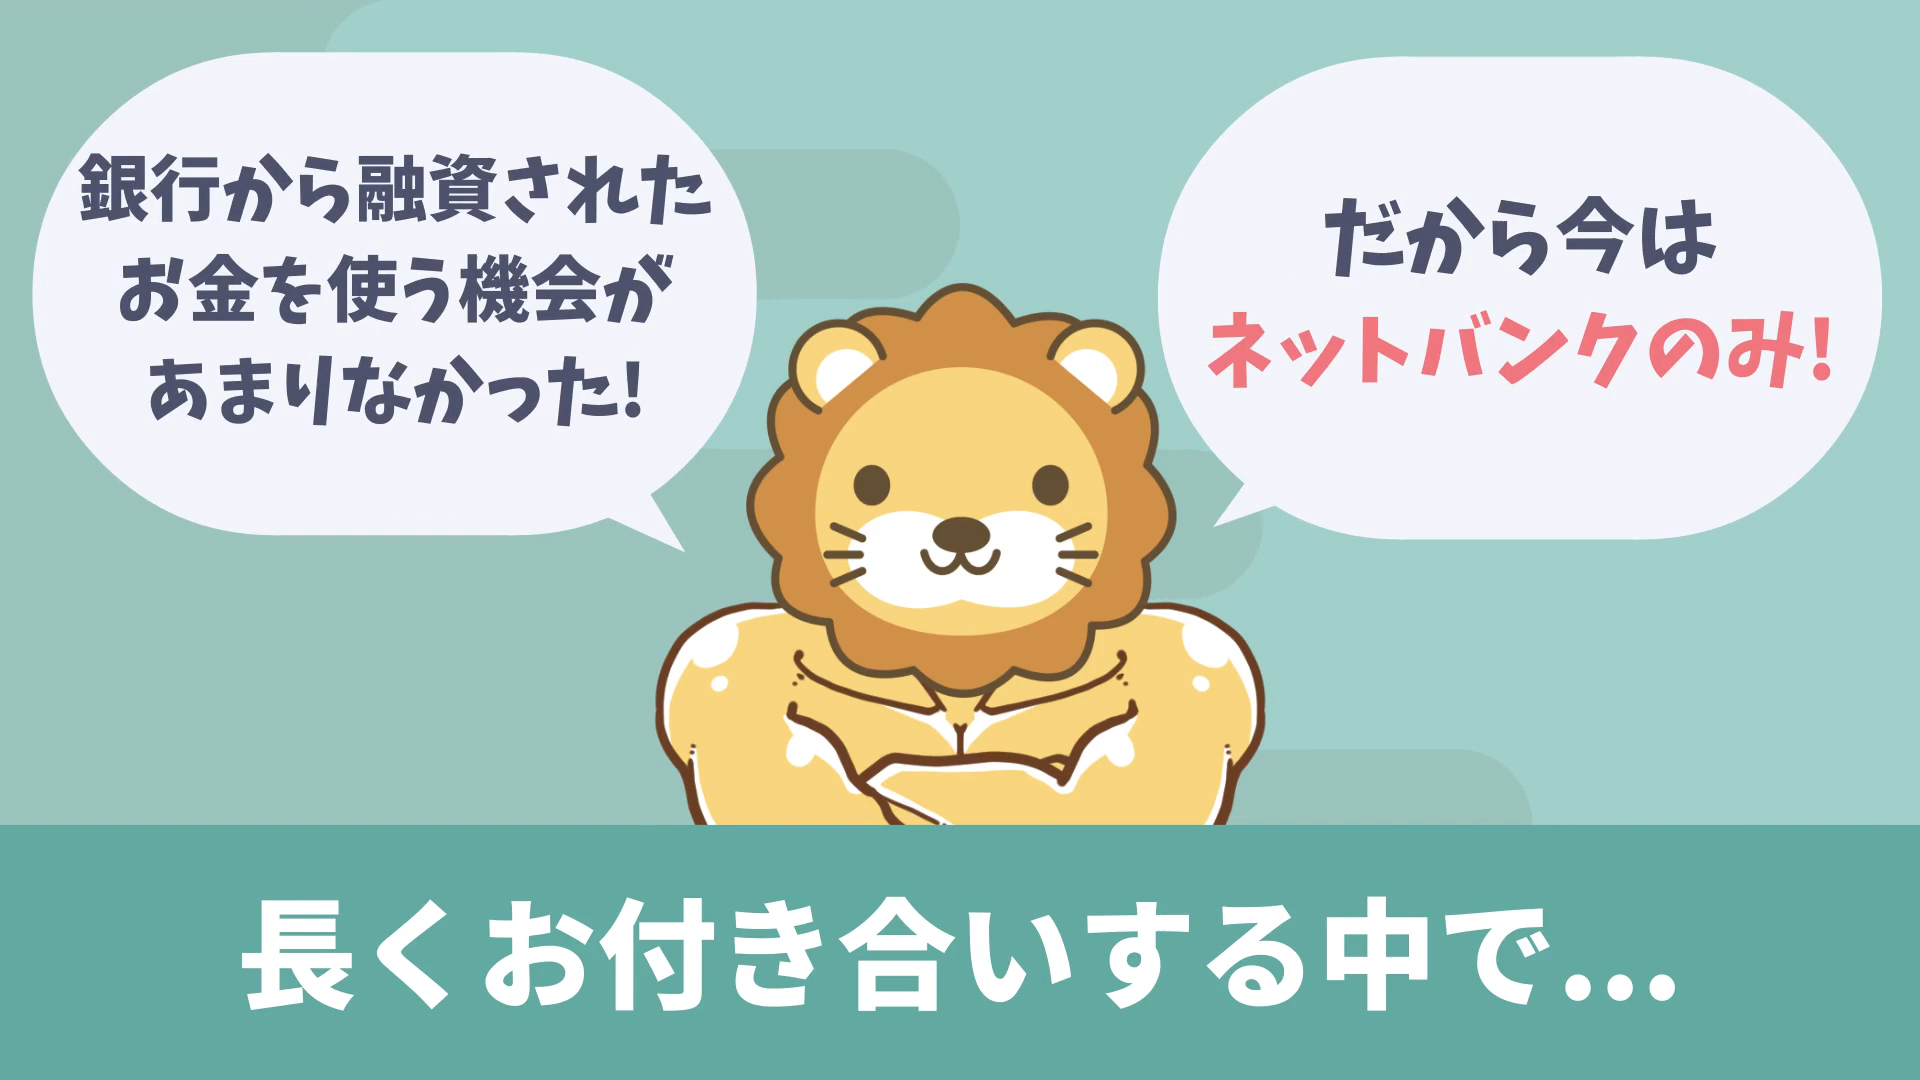 銀行から融資された
お金を使う機会が
あまりなかった!
だから今は
ネットバンクのみ!
長くお付き合いする中で...